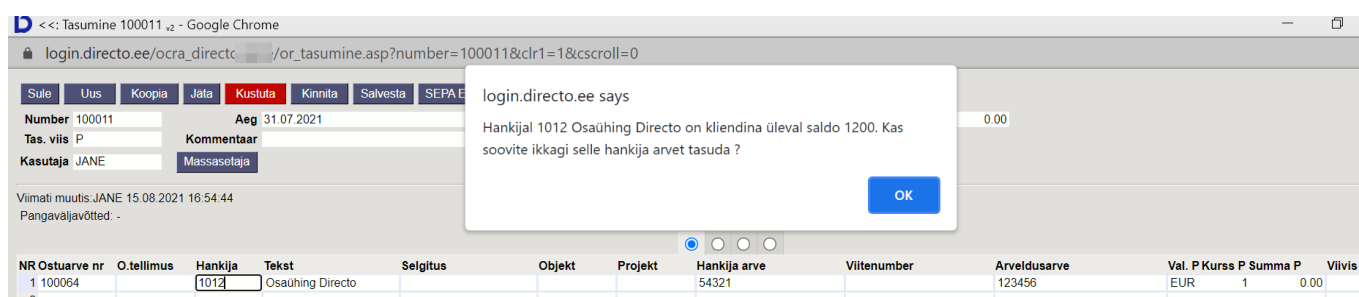 <<: Tasumine 100011 v2 - Google Chrome
login.directo.ee/ocra_directo /or_tasumine.asp?number=100011&clr1=1&cscroll=0
Sule Uus Koopia Jäta Kustuta Kinnita Salvesta SEPA E
Number 100011 Aeg 31.07.2021 0.00
Tas. viis P Kommentaar
Kasutaja JANE Massasetaja
login.directo.ee says
Hankijal 1012 Osaühing Directo on kliendina üleval saldo 1200. Kas
soovite ikkagi selle hankija arvet tasuda ?
OK
Viimati muutis:JANE 15.08.2021 16:54:44
Pangaväljavõtted: -
NR Ostuarve nr O.tellimus Hankija Tekst Selgitus Objekt Projekt Hankija arve Viitenumber Arveldusarve Val. P Kurss P Summa P Viivis
1 100064 1012 Osaühing Directo 54321 123456 EUR 1 0.00